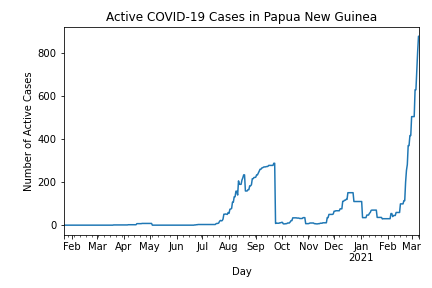 Active COVID-19 Cases in Papua New Guinea
Number of Active Cases
800
600
400
200
0
Feb Mar Apr May Jun Jul Aug Sep Oct Nov Dec Jan Feb Mar
2021
Day